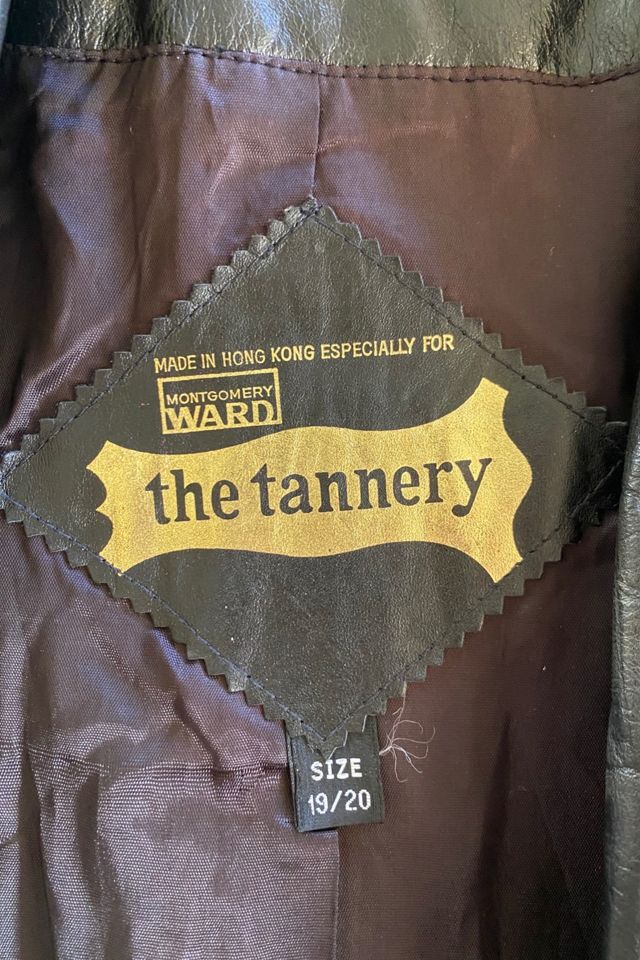 MADE IN HONG KONG ESPECIALLY FOR
MONTGOMERY
WARD
the tannery
SIZE
19/20